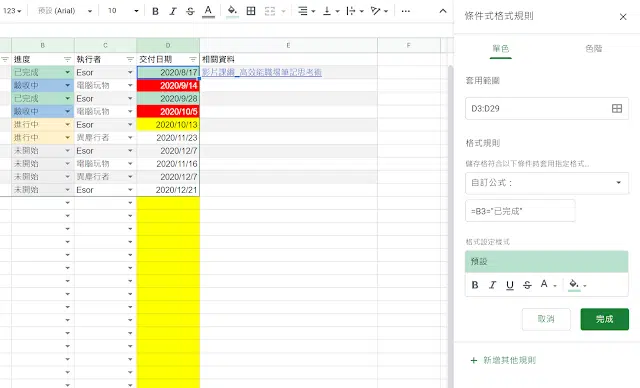 123 預設 (Arial) 10 B I S A
條件式格式規則
B C D E F
進度 執行者 交付日期 相關資料
已完成 Esor 2020/8/17 影片課編_高效能職場筆記思考術
驗收中 電腦玩物 2020/9/14
已完成 Esor 2020/9/28
驗收中 Esor 2020/10/5
進行中 Esor 2020/10/13
進行中 異塵行者 2020/11/23
未開始 Esor 2020/12/7
未開始 電腦玩物 2020/11/16
未開始 異塵行者 2020/12/7
未開始 Esor 2020/12/21
單色 色階
套用範圍
D3:D29
格式規則
儲存格符合以下條件時套用指定格式...
自訂公式：
=B3="已完成"
格式設定樣式
預設
B I U S A
取消 完成
新增其他規則